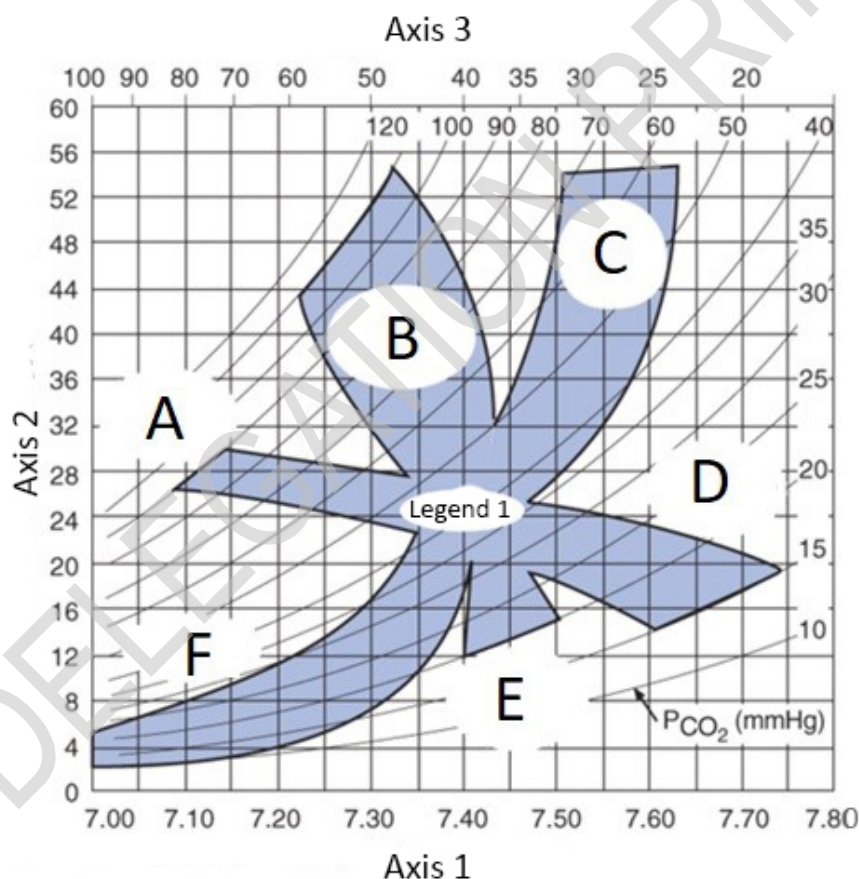 Axis 3
100 90 80 70 60 50 40 35 30 25 20
60 120 100 90 80 70 60 50 40
56
52
48 C 35
44 30
40 B
36 25
A
32
28 20
D
24 Legend 1
20 15
16
12 F 10
8 E
PCO2 (mmHg)
4
0
7.00 7.10 7.20 7.30 7.40 7.50 7.60 7.70 7.80
Axis 2
Axis 1
DELEGATION PRI